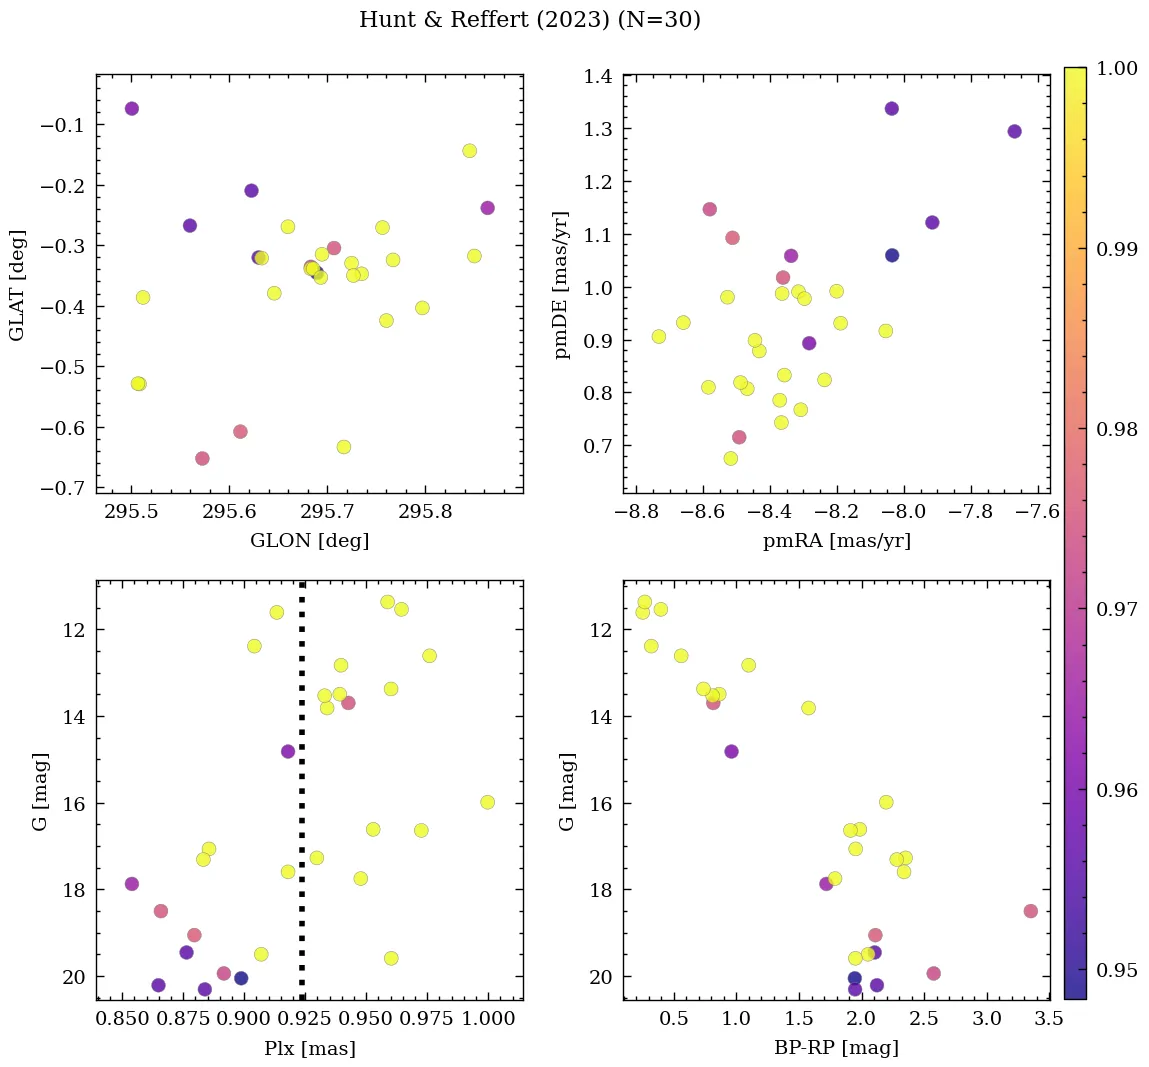 Hunt & Reffert (2023) (N=30)
−0.1
−0.2
−0.3
−0.4
−0.5
−0.6
−0.7
GLAT [deg]
295.5 295.6 295.7 295.8
GLON [deg]
1.4
1.3
1.2
1.1
1.0
0.9
0.8
0.7
pmDE [mas/yr]
−8.8 −8.6 −8.4 −8.2 −8.0 −7.8 −7.6
pmRA [mas/yr]
12
14
16
18
20
G [mag]
0.850 0.875 0.900 0.925 0.950 0.975 1.000
Plx [mas]
12
14
16
18
20
G [mag]
0.5 1.0 1.5 2.0 2.5 3.0 3.5
BP-RP [mag]
1.00
0.99
0.98
0.97
0.96
0.95